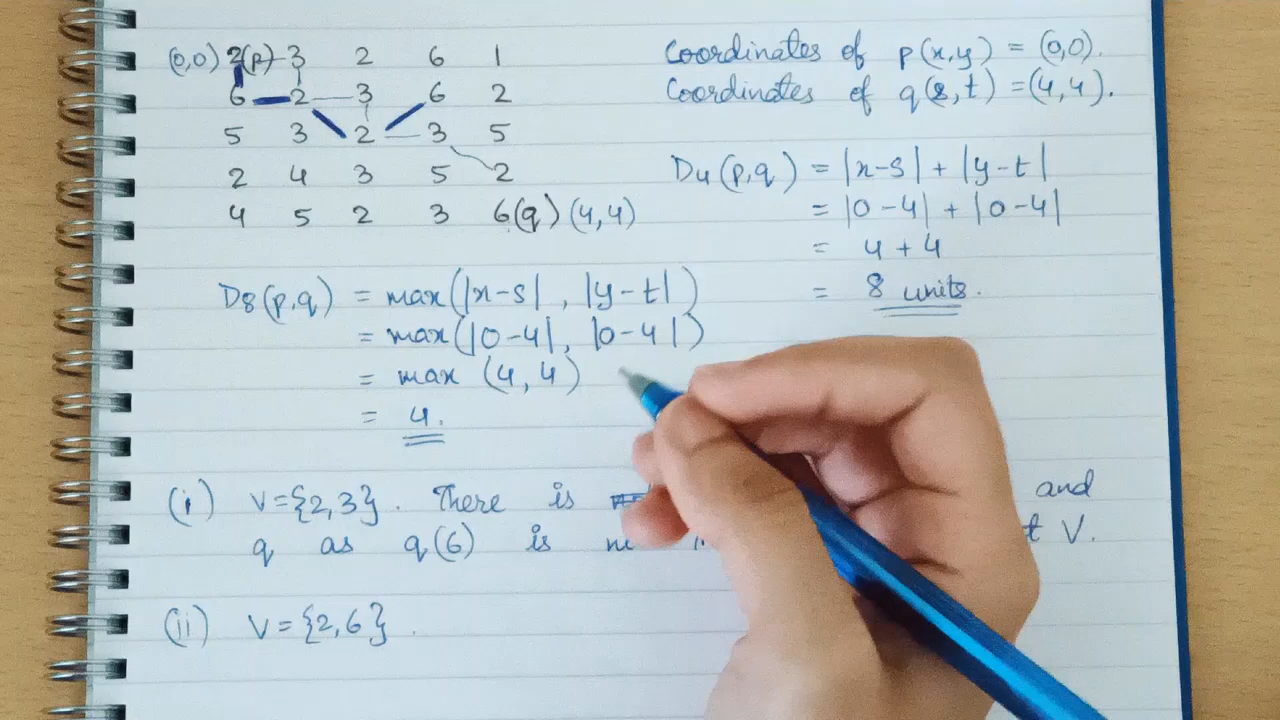 (0,0) 2(p) 3 2 6 1
6 2 3 6 2
5 3 2 3 5
2 4 3 5 2
4 5 2 3 6(q) (4,4)
Coordinates of p(x,y) = (0,0).
Coordinates of q(s,t) = (4,4).
D4(p,q) = |x-s| + |y-t|
= |0-4| + |0-4|
= 4 + 4
= 8 units.
D8(p,q) = max(|x-s|, |y-t|)
= max(|0-4|, |0-4|)
= max (4,4)
= 4.
(i) V={2,3}. There is and
q as q(6) is V.
(ii) V={2,6}.